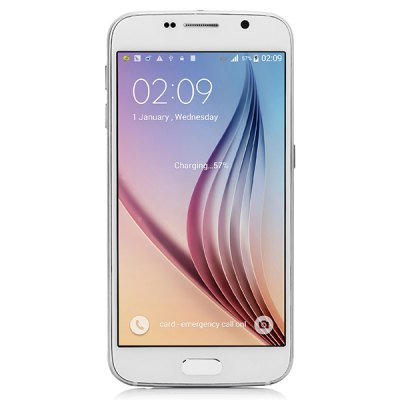 57% 02:09
02:09
1 January , Wednesday
Charging...57%
card - emergency call onl